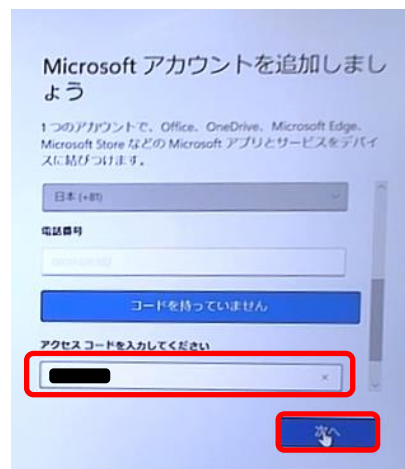 Microsoft アカウントを追加しまし
ょう
1 つのアカウントで、Office、OneDrive、Microsoft Edge、
Microsoft Store などの Microsoft アプリとサービスをデバイ
スに結びつけます。
日本 (+81)
電話番号
コードを持っていません
アクセス コードを入力してください
次へ